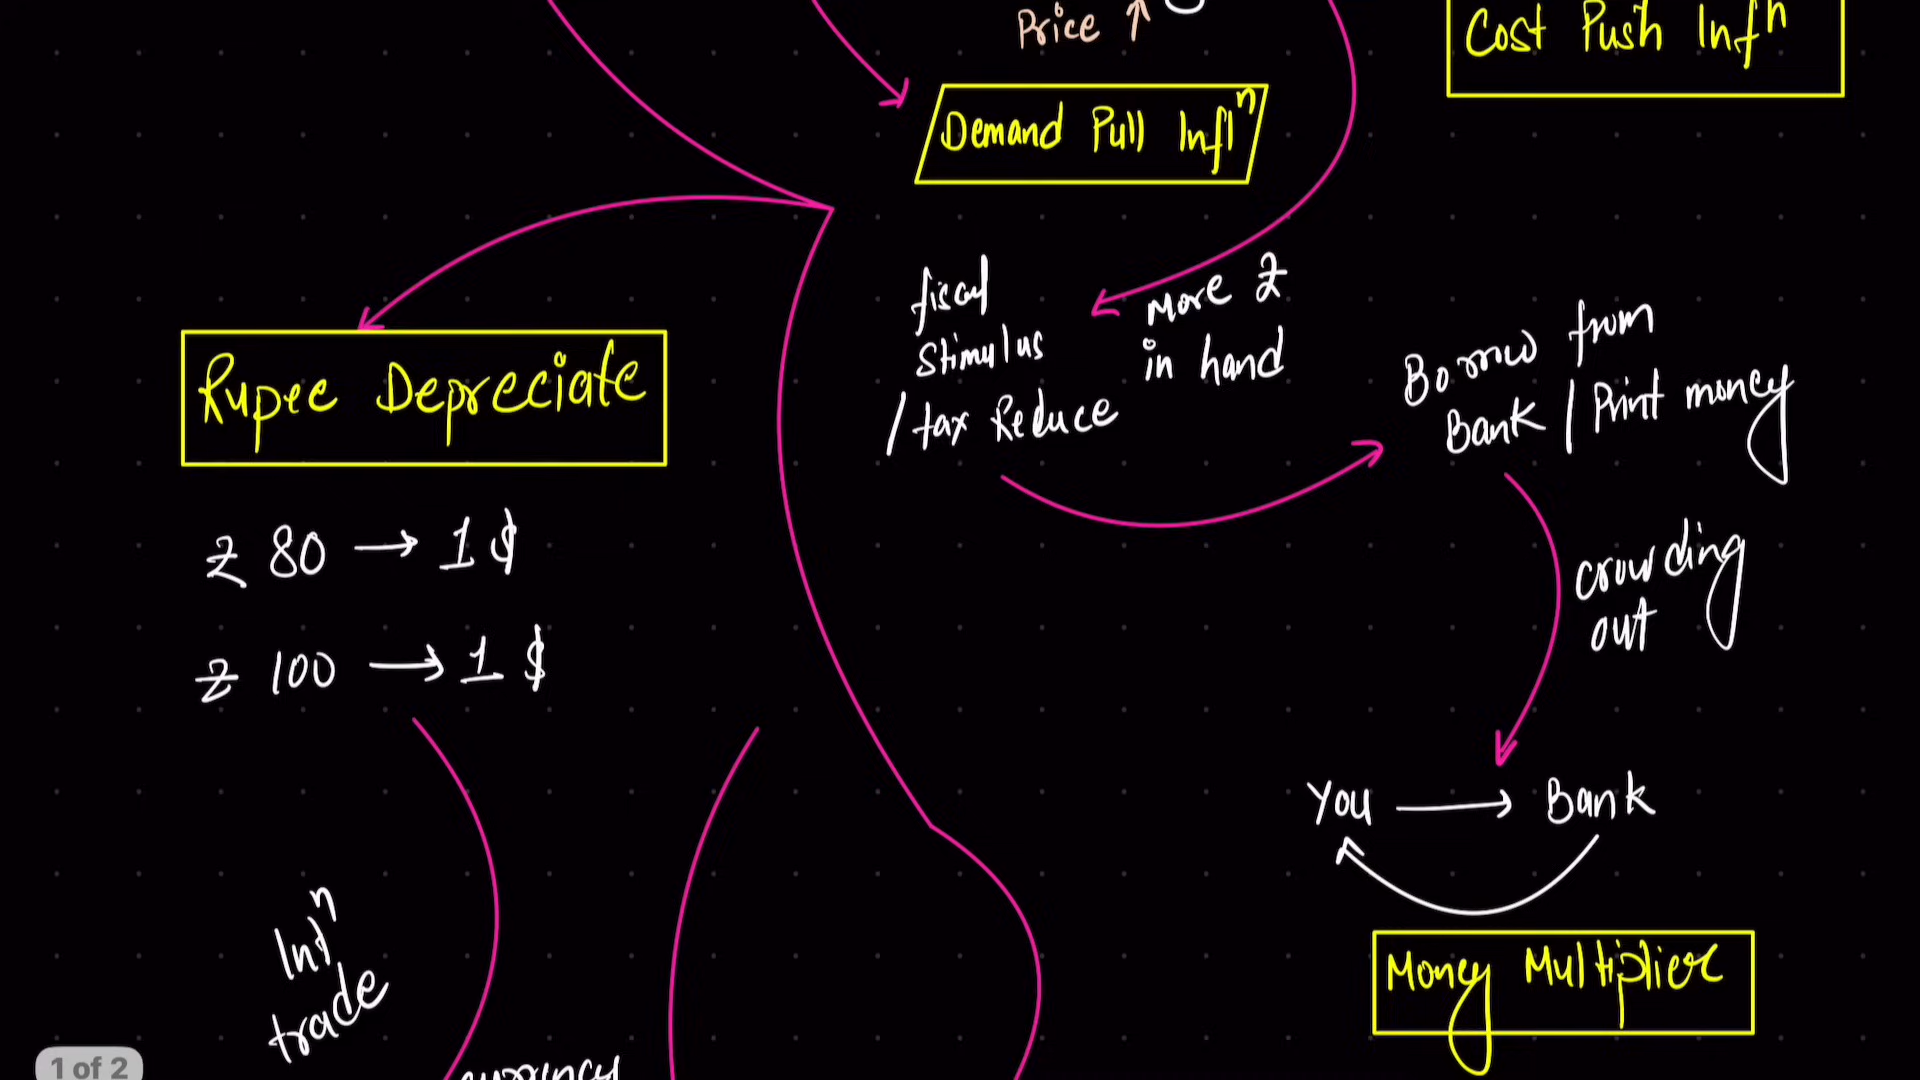 Price ↑
Cost Push Infⁿ
Demand Pull Inflⁿ
fiscal
Stimulus
/ tax Reduce
More ₹
in hand
Borrow from
Bank / Print money
Rupee Depreciate
₹ 80 → 1 $
₹ 100 → 1 $
crowding
out
You → Bank
Money Multiplier
Intⁿ
trade
currency
1 of 2